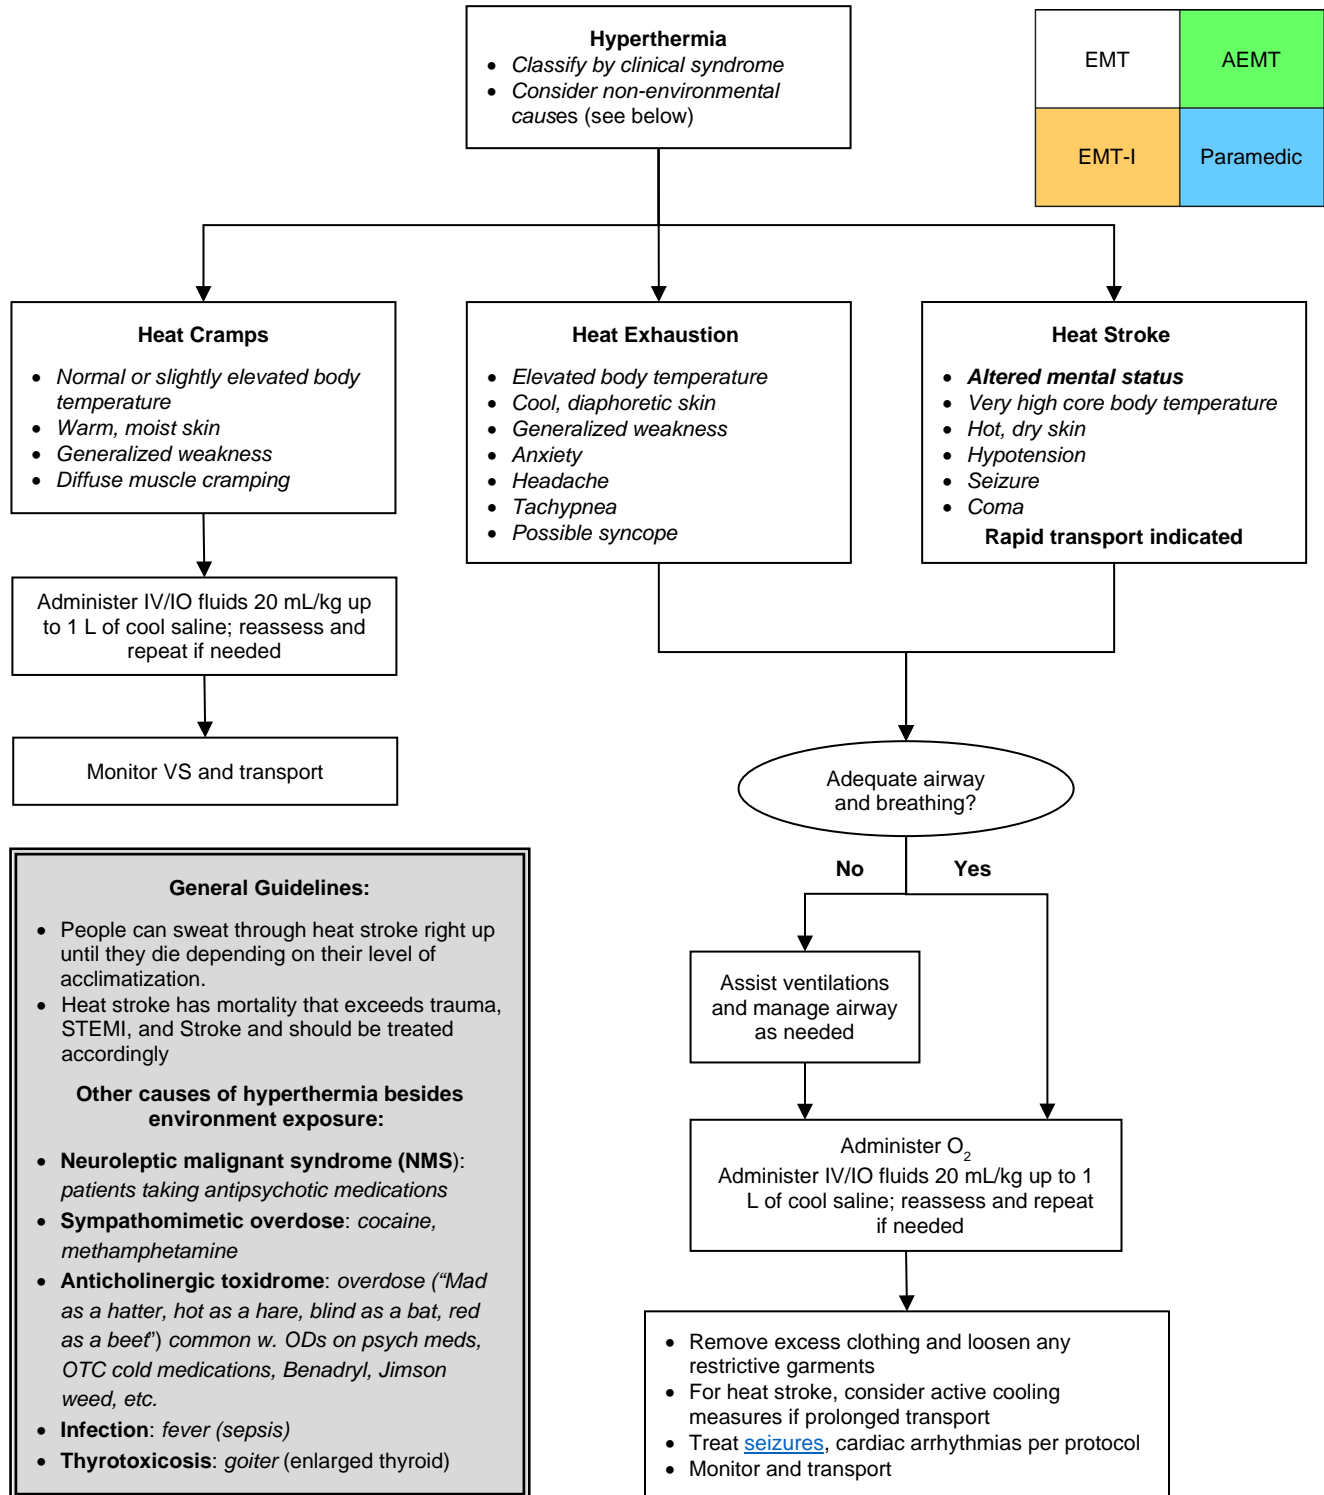 Hyperthermia
• Classify by clinical syndrome
• Consider non-environmental
causes (see below)
EMT
AEMT
EMT-I
Paramedic
Heat Cramps
• Normal or slightly elevated body
temperature
• Warm, moist skin
• Generalized weakness
• Diffuse muscle cramping
Heat Exhaustion
• Elevated body temperature
• Cool, diaphoretic skin
• Generalized weakness
• Anxiety
• Headache
• Tachypnea
• Possible syncope
Heat Stroke
• Altered mental status
• Very high core body temperature
• Hot, dry skin
• Hypotension
• Seizure
• Coma
Rapid transport indicated
Administer IV/IO fluids 20 mL/kg up
to 1 L of cool saline; reassess and
repeat if needed
Monitor VS and transport
Adequate airway
and breathing?
No
Yes
Assist ventilations
and manage airway
as needed
Administer O2
Administer IV/IO fluids 20 mL/kg up to 1
L of cool saline; reassess and repeat
if needed
• Remove excess clothing and loosen any
restrictive garments
• For heat stroke, consider active cooling
measures if prolonged transport
• Treat seizures, cardiac arrhythmias per protocol
• Monitor and transport
General Guidelines:
• People can sweat through heat stroke right up
until they die depending on their level of
acclimatization.
• Heat stroke has mortality that exceeds trauma,
STEMI, and Stroke and should be treated
accordingly
Other causes of hyperthermia besides
environment exposure:
• Neuroleptic malignant syndrome (NMS):
patients taking antipsychotic medications
• Sympathomimetic overdose: cocaine,
methamphetamine
• Anticholinergic toxidrome: overdose (“Mad
as a hatter, hot as a hare, blind as a bat, red
as a beef”) common w. ODs on psych meds,
OTC cold medications, Benadryl, Jimson
weed, etc.
• Infection: fever (sepsis)
• Thyrotoxicosis: goiter (enlarged thyroid)